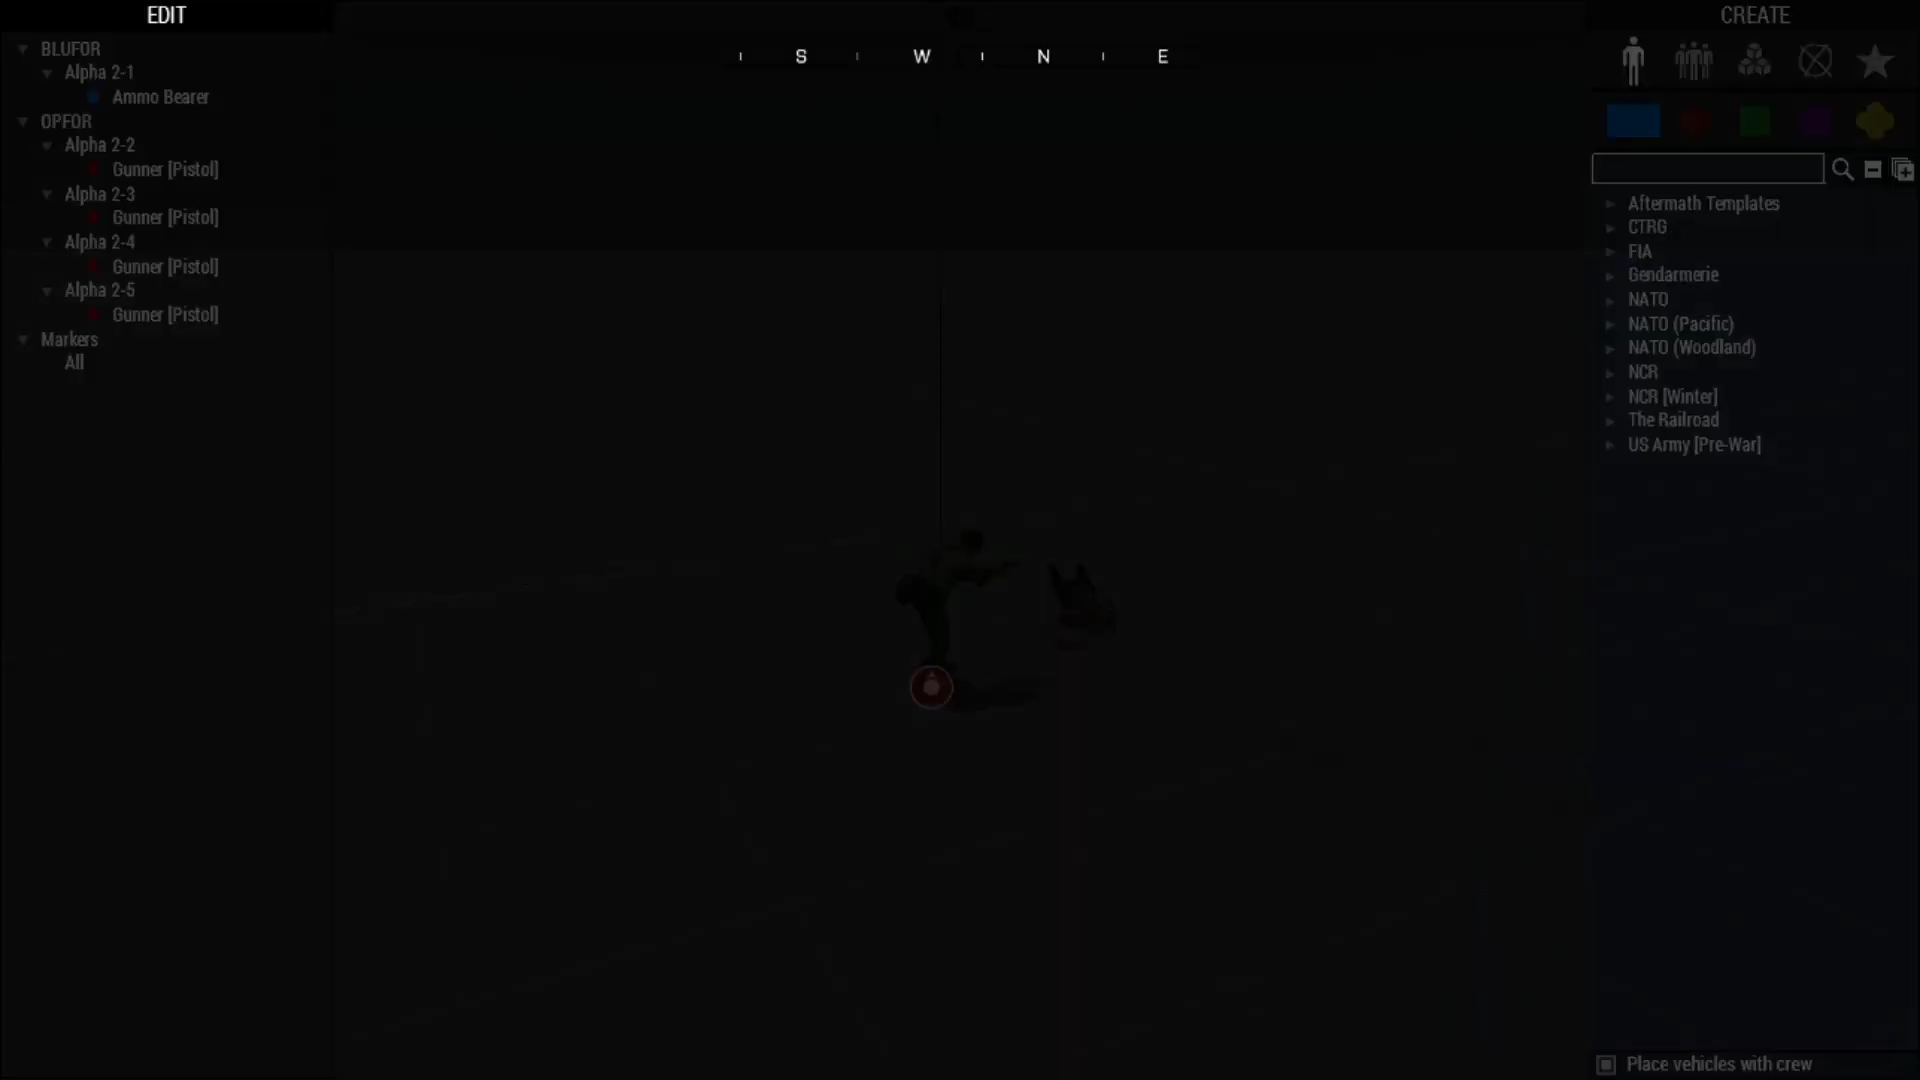 EDIT
BLUFOR
Alpha 2-1
Ammo Bearer
OPFOR
Alpha 2-2
Gunner [Pistol]
Alpha 2-3
Gunner [Pistol]
Alpha 2-4
Gunner [Pistol]
Alpha 2-5
Gunner [Pistol]
Markers
All
S W N E
CREATE
Aftermath Templates
CTRG
FIA
Gendarmerie
NATO
NATO (Pacific)
NATO (Woodland)
NCR
NCR [Winter]
The Railroad
US Army [Pre-War]
Place vehicles with crew